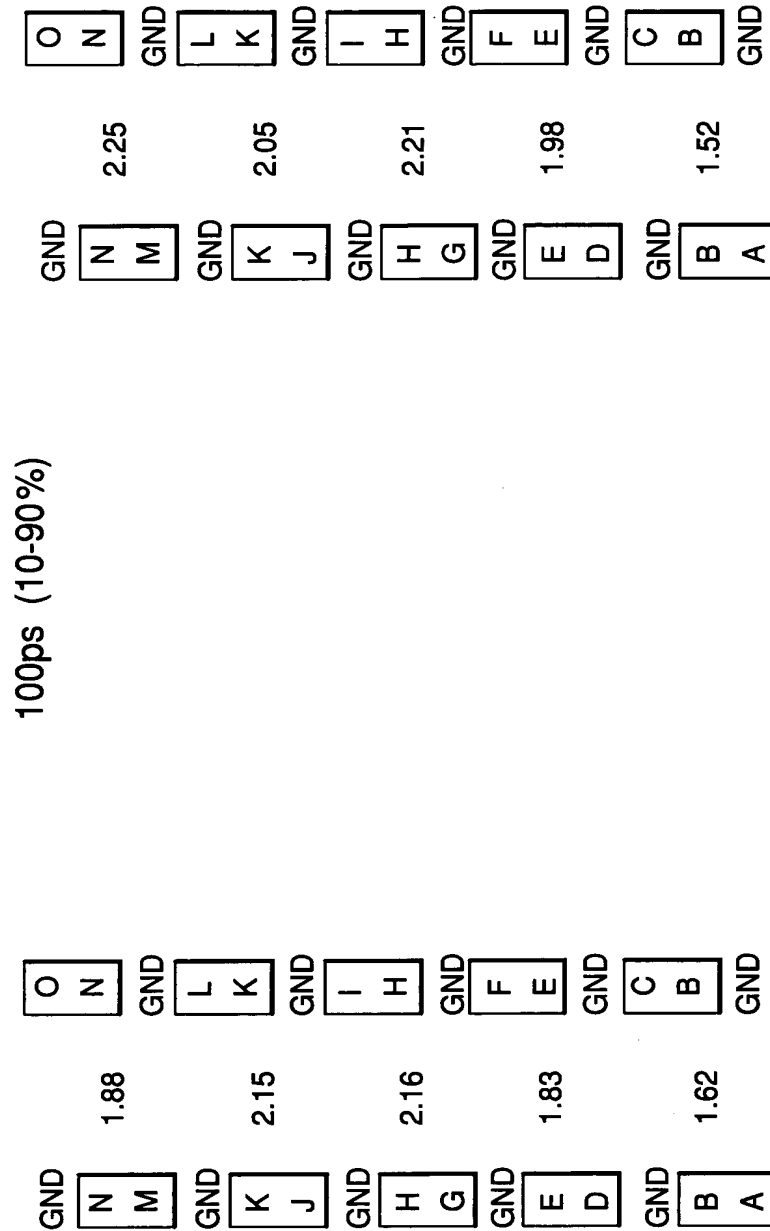 100ps (10-90%)
GND
N
M
GND
K
J
GND
H
G
GND
E
D
GND
B
A
1.88
2.15
2.16
1.83
1.62
O
N
GND
L
K
GND
I
H
GND
F
E
GND
C
B
GND
GND
N
M
GND
K
J
GND
H
G
GND
E
D
GND
B
A
2.25
2.05
2.21
1.98
1.52
O
N
GND
L
K
GND
I
H
GND
F
E
GND
C
B
GND